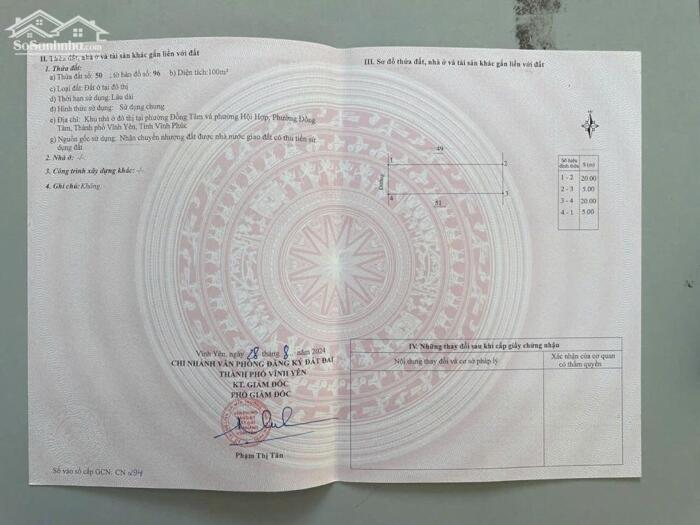 SoSanhnha.com
II. Thửa đất, nhà ở và tài sản khác gắn liền với đất
1. Thửa đất:
a) Thửa đất số: 50 ; tờ bản đồ số: 96 b) Diện tích: 100m²
c) Loại đất: Đất ở tại đô thị
d) Thời hạn sử dụng: Lâu dài
đ) Hình thức sử dụng: Sử dụng chung
e) Địa chỉ: Khu nhà ở đô thị tại phường Đồng Tâm và phường Hội Hợp, Phường Đồng
Tâm, Thành phố Vĩnh Yên, Tỉnh Vĩnh Phúc
g) Nguồn gốc sử dụng: Nhận chuyển nhượng đất được nhà nước giao đất có thu tiền sử
dụng đất
2. Nhà ở: -/-
3. Công trình xây dựng khác: -/-
4. Ghi chú: Không.
Vĩnh Yên, ngày 28 tháng 8 năm 2024
CHI NHÁNH VĂN PHÒNG ĐĂNG KÝ ĐẤT ĐAI
THÀNH PHỐ VĨNH YÊN
KT. GIÁM ĐỐC
PHÓ GIÁM ĐỐC
Phạm Thị Tân
Số vào sổ cấp GCN: CN
III. Sơ đồ thửa đất, nhà ở và tài sản khác gắn liền với đất
49
1
2
Đường
4
3
51
Số hiệu đỉnh thửa S (m)
1 - 2 20.00
2 - 3 5.00
3 - 4 20.00
4 - 1 5.00
IV. Những thay đổi sau khi cấp giấy chứng nhận
Nội dung thay đổi và cơ sở pháp lý
Xác nhận của cơ quan
có thẩm quyền